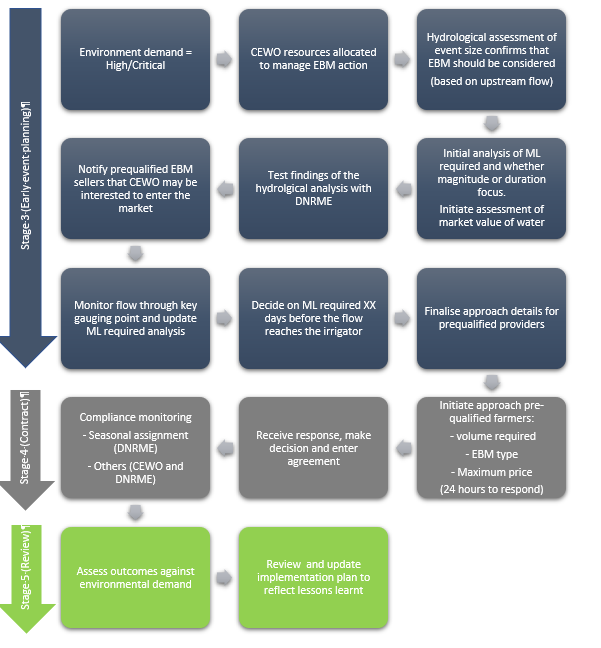 Stage·3·(Early·event·planning)¶
Environment demand =
High/Critical
CEWO resources allocated
to manage EBM action
Hydrological assessment of
event size confirms that
EBM should be considered
(based on upstream flow)
Initial analysis of ML
required and whether
magnitude or duration
focus.
Initiate assessment of
market value of water
Test findings of the
hydrolgical analysis with
DNRME
Notify prequalified EBM
sellers that CEWO may be
interested to enter the
market
Monitor flow through key
gauging point and update
ML required analysis
Decide on ML required XX
days before the flow
reaches the irrigator
Finalise approach details for
prequalified providers
Stage·4·(Contract)¶
Initiate approach pre-
qualified farmers:
- volume required
- EBM type
- Maximum price
(24 hours to respond)
Receive response, make
decision and enter
agreement
Compliance monitoring
- Seasonal assignment
(DNRME)
- Others (CEWO and
DNRME)
Stage·5·(Review)¶
Assess outcomes against
environmental demand
Review and update
implementation plan to
reflect lessons learnt